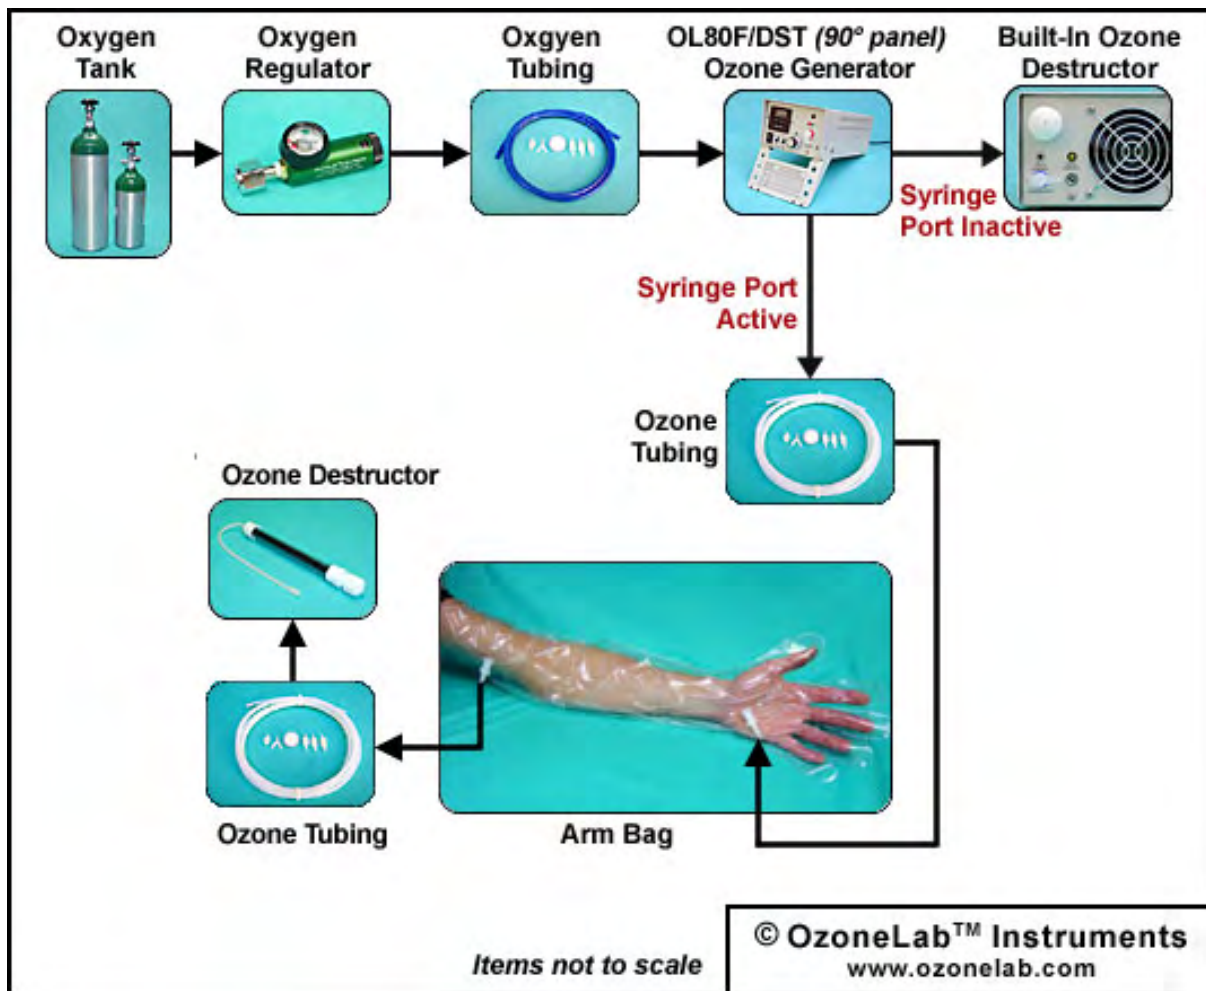 Oxygen
Tank
Oxygen
Regulator
Oxgyen
Tubing
OL80F/DST (90° panel)
Ozone Generator
Built-In Ozone
Destructor
Syringe
Port Inactive
Syringe Port
Active
Ozone
Tubing
Ozone Destructor
Ozone Tubing
Arm Bag
Items not to scale
© OzoneLab™ Instruments
www.ozonelab.com